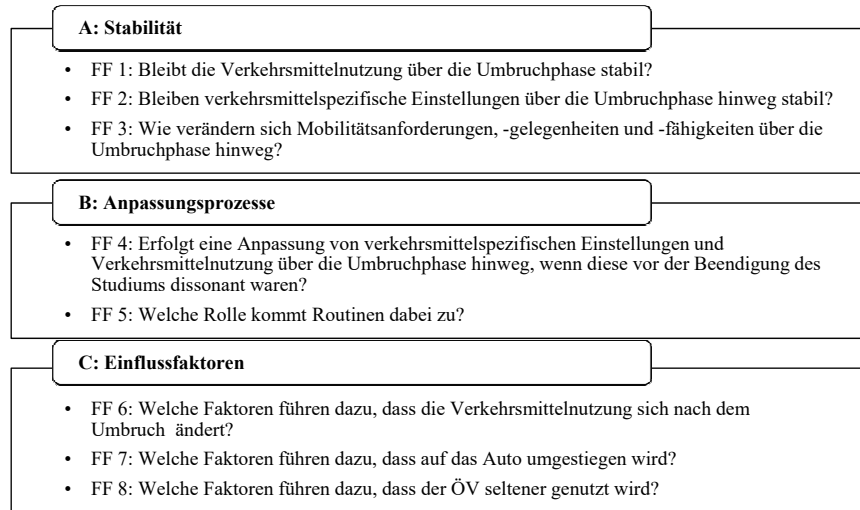 A: Stabilität
• FF 1: Bleibt die Verkehrsmittelnutzung über die Umbruchphase stabil?
• FF 2: Bleiben verkehrsmittelspezifische Einstellungen über die Umbruchphase hinweg stabil?
• FF 3: Wie verändern sich Mobilitätsanforderungen, -gelegenheiten und -fähigkeiten über die
Umbruchphase hinweg?
B: Anpassungsprozesse
• FF 4: Erfolgt eine Anpassung von verkehrsmittelspezifischen Einstellungen und
Verkehrsmittelnutzung über die Umbruchphase hinweg, wenn diese vor der Beendigung des
Studiums dissonant waren?
• FF 5: Welche Rolle kommt Routinen dabei zu?
C: Einflussfaktoren
• FF 6: Welche Faktoren führen dazu, dass die Verkehrsmittelnutzung sich nach dem
Umbruch ändert?
• FF 7: Welche Faktoren führen dazu, dass auf das Auto umgestiegen wird?
• FF 8: Welche Faktoren führen dazu, dass der ÖV seltener genutzt wird?